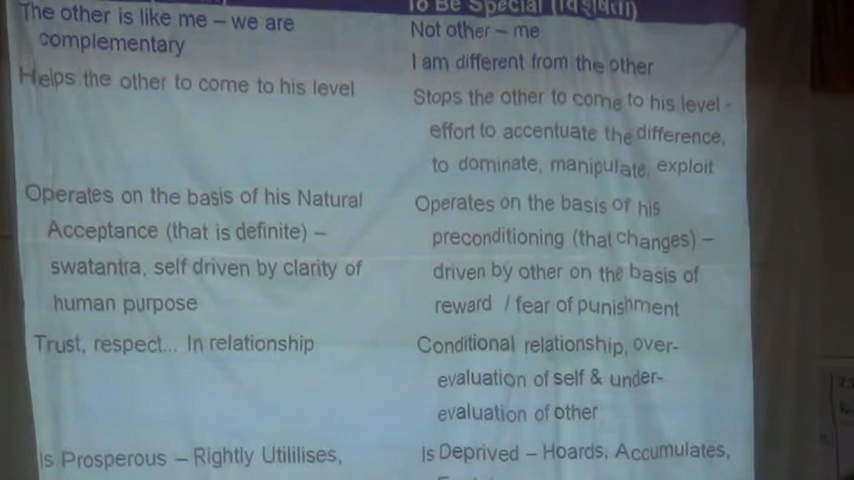 To Be Special (विशिष्टता)
The other is like me – we are
complementary
Helps the other to come to his level
Operates on the basis of his Natural
Acceptance (that is definite) –
swatantra, self driven by clarity of
human purpose
Trust, respect... In relationship
Is Prosperous – Rightly Utililises,
Not other – me
I am different from the other
Stops the other to come to his level -
effort to accentuate the difference,
to dominate, manipulate, exploit
Operates on the basis of his
preconditioning (that changes) –
driven by other on the basis of
reward / fear of punishment
Conditional relationship, over-
evaluation of self & under-
evaluation of other
Is Deprived – Hoards, Accumulates,